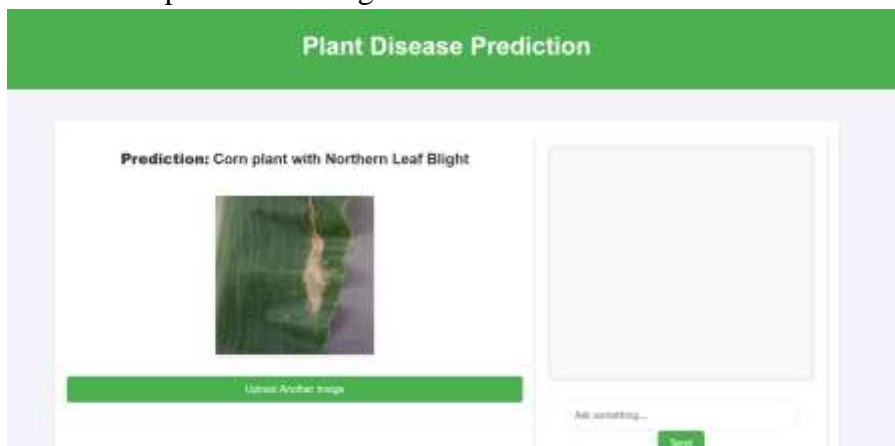 Plant Disease Prediction
Prediction: Corn plant with Northern Leaf Blight
Upload Another Image
Ask something...
Send